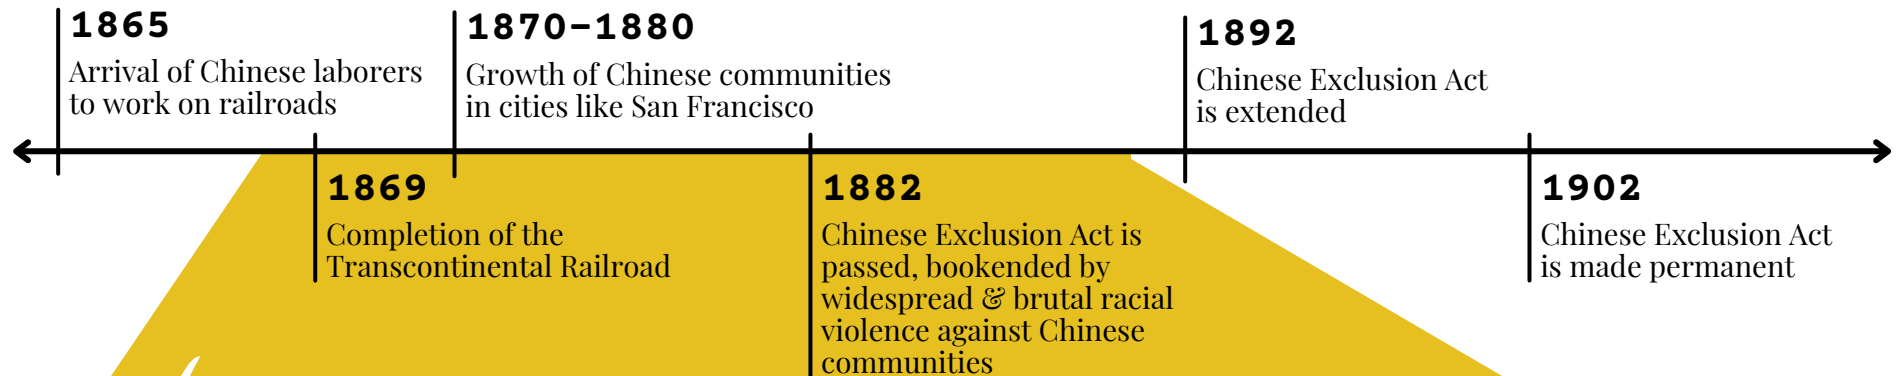 1865
Arrival of Chinese laborers
to work on railroads
1869
Completion of the
Transcontinental Railroad
1870–1880
Growth of Chinese communities
in cities like San Francisco
1882
Chinese Exclusion Act is
passed, bookended by
widespread & brutal racial
violence against Chinese
communities
1892
Chinese Exclusion Act
is extended
1902
Chinese Exclusion Act
is made permanent